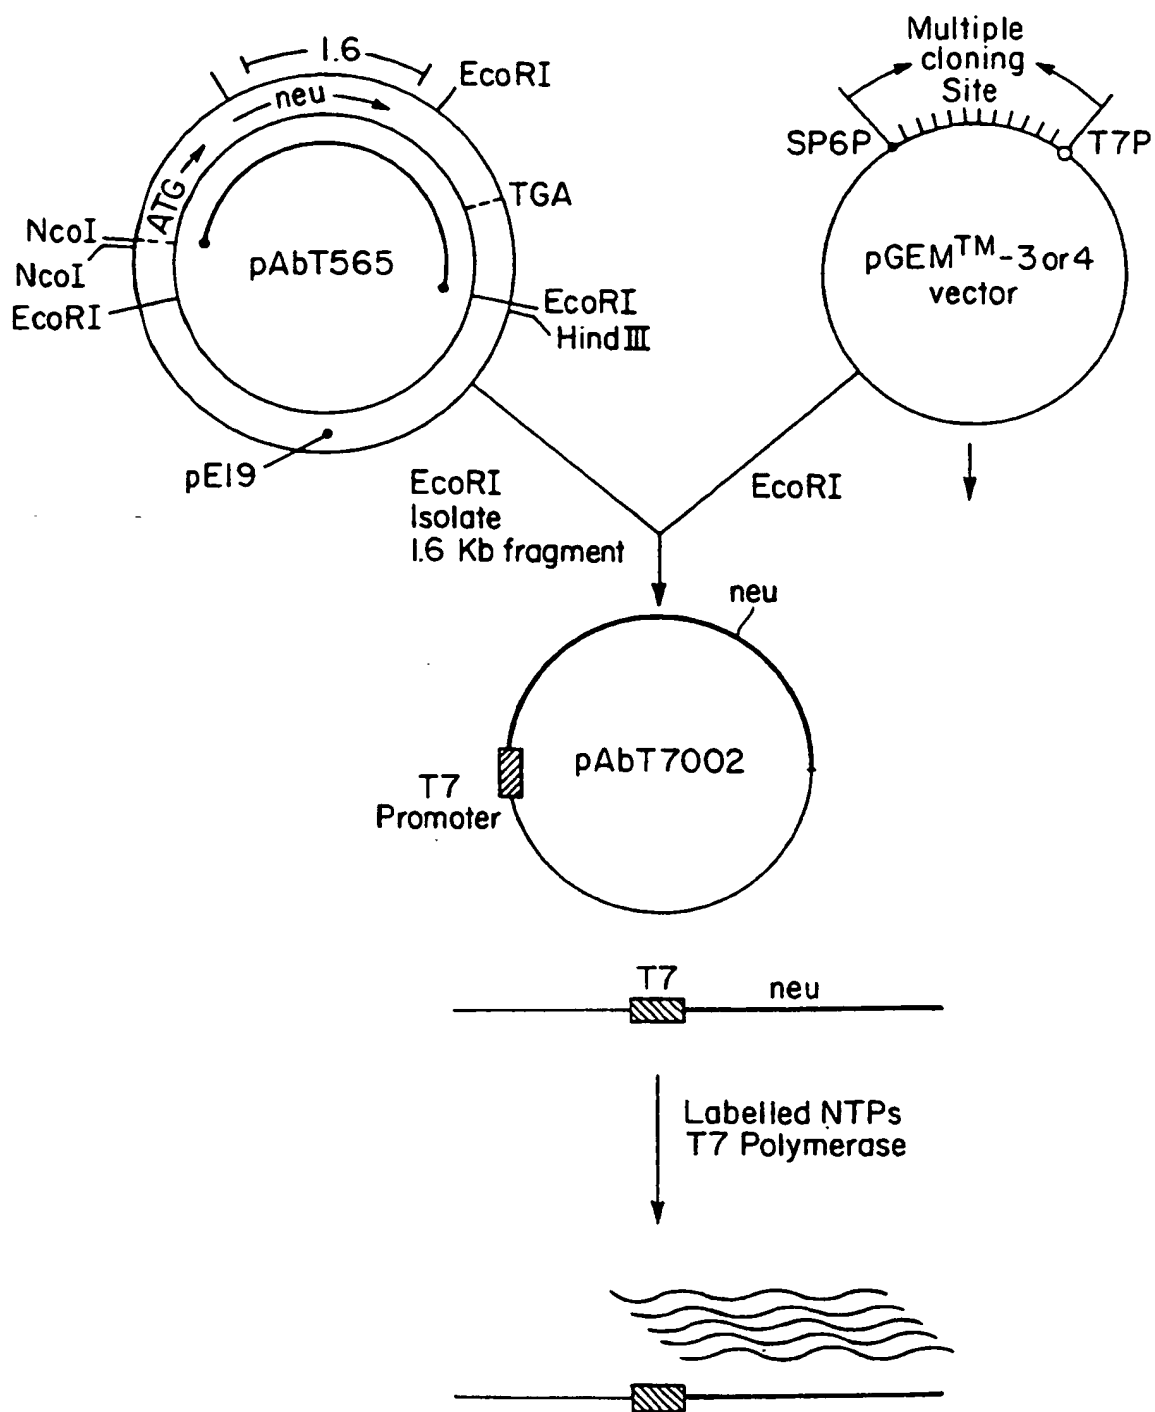 1.6
EcoRI
neu
ATG
TGA
NcoI
NcoI
EcoRI
pAbT565
EcoRI
Hind III
pE19
Multiple
cloning
Site
SP6P
T7P
pGEM™-3 or 4
vector
EcoRI
Isolate
1.6 Kb fragment
EcoRI
neu
pAbT7002
T7
Promoter
T7
neu
Labelled NTPs
T7 Polymerase